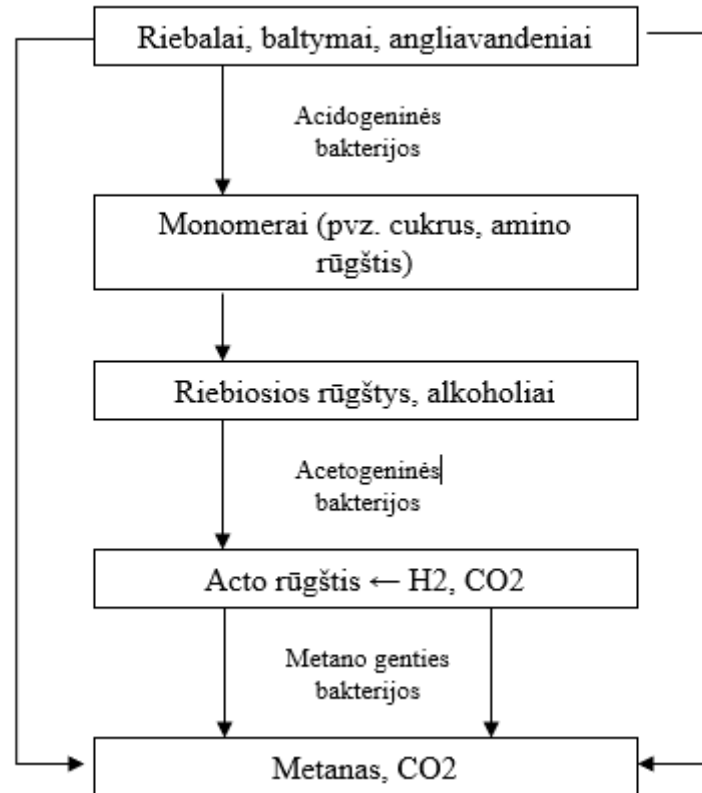 Riebalai, baltymai, angliavandeniai
Acidogeninės
bakterijos
Monomerai (pvz. cukrus, amino
rūgštis)
Riebiosios rūgštys, alkoholiai
Acetogeninės
bakterijos
Acto rūgštis ← H2, CO2
Metano genties
bakterijos
Metanas, CO2